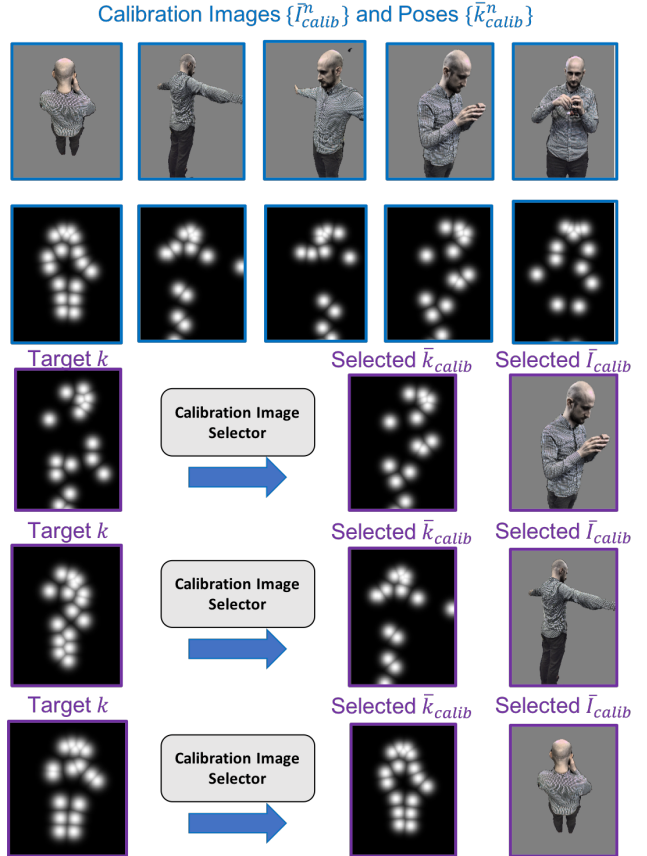 Calibration Images {Īⁿ_calib} and Poses {k̄ⁿ_calib}
Target k
Selected k̄_calib
Selected Ī_calib
Calibration Image
Selector
Target k
Selected k̄_calib
Selected Ī_calib
Calibration Image
Selector
Target k
Selected k̄_calib
Selected Ī_calib
Calibration Image
Selector